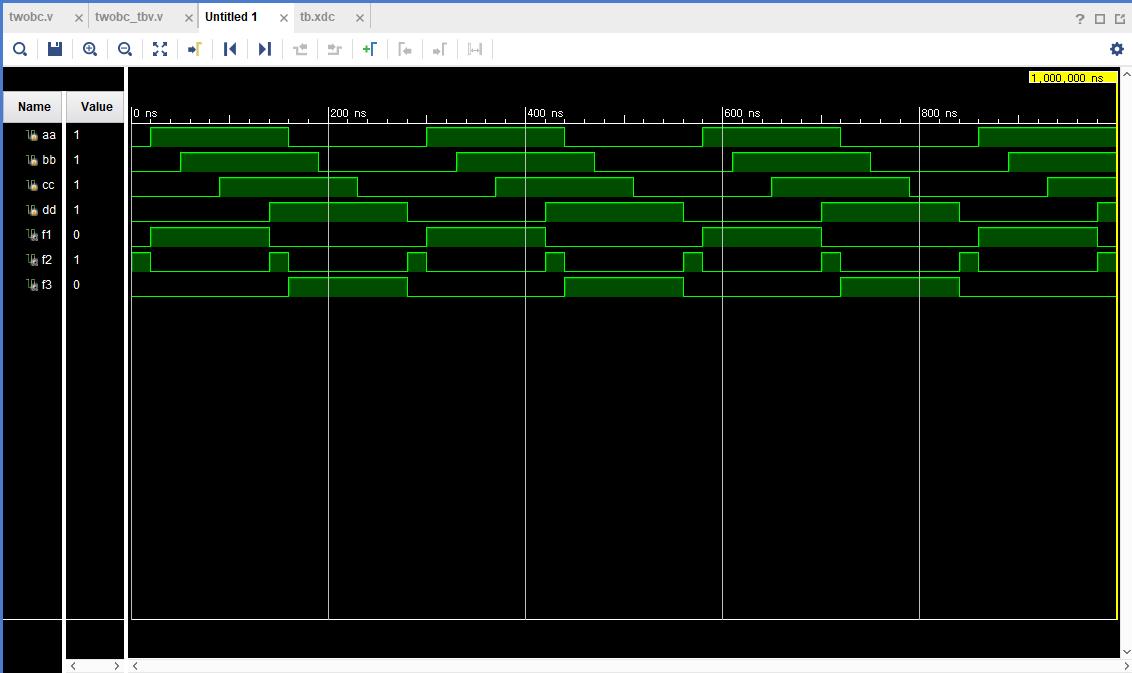 twobc.v twobc_tbv.v Untitled 1 tb.xdc
1,000,000 ns
Name Value
0 ns 200 ns 400 ns 600 ns 800 ns
aa 1
bb 1
cc 1
dd 1
f1 0
f2 1
f3 0